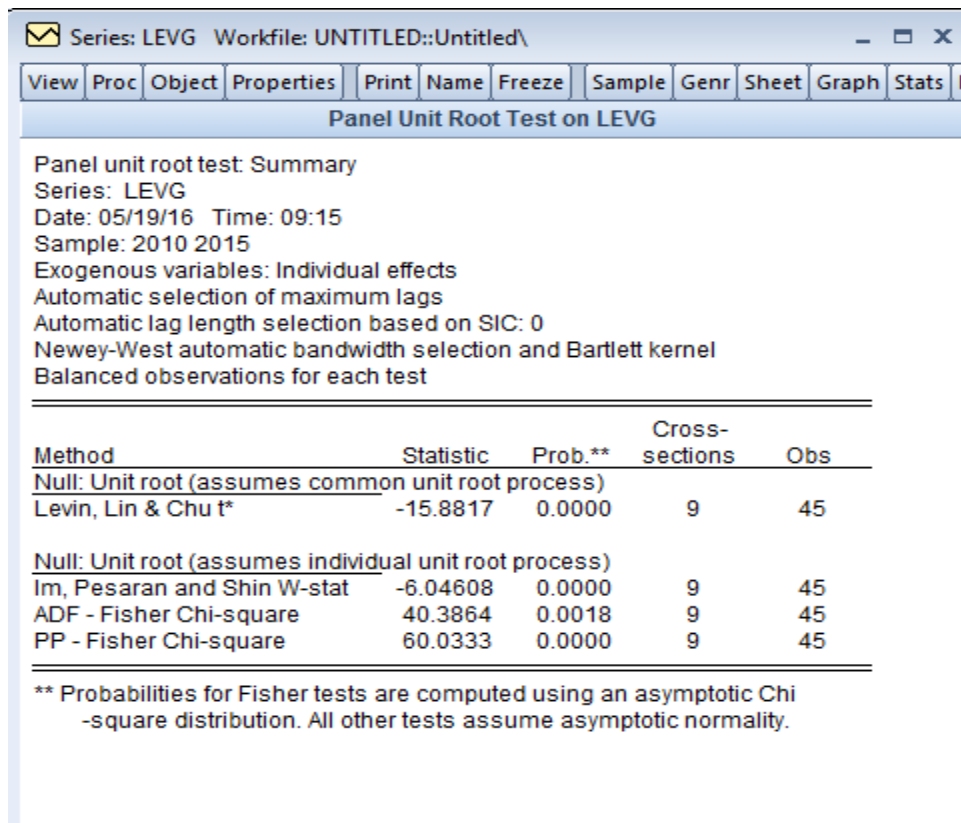 Series: LEVG Workfile: UNTITLED::Untitled\
View Proc Object Properties Print Name Freeze Sample Genr Sheet Graph Stats
Panel Unit Root Test on LEVG
Panel unit root test: Summary
Series: LEVG
Date: 05/19/16 Time: 09:15
Sample: 2010 2015
Exogenous variables: Individual effects
Automatic selection of maximum lags
Automatic lag length selection based on SIC: 0
Newey-West automatic bandwidth selection and Bartlett kernel
Balanced observations for each test
Cross-
Method Statistic Prob.** sections Obs
Null: Unit root (assumes common unit root process)
Levin, Lin & Chu t* -15.8817 0.0000 9 45
Null: Unit root (assumes individual unit root process)
Im, Pesaran and Shin W-stat -6.04608 0.0000 9 45
ADF - Fisher Chi-square 40.3864 0.0018 9 45
PP - Fisher Chi-square 60.0333 0.0000 9 45
** Probabilities for Fisher tests are computed using an asymptotic Chi
-square distribution. All other tests assume asymptotic normality.